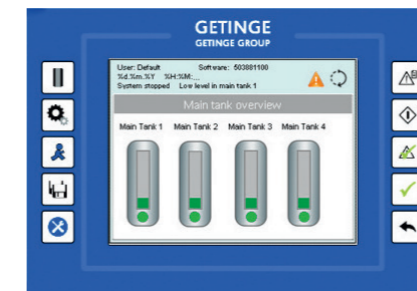 GETINGE
GETINGE GROUP
User: Default Software: 503881100
%d.%m.%Y %H:%M:...
System stopped Low level in main tank 1
Main tank overview
Main Tank 1 Main Tank 2 Main Tank 3 Main Tank 4